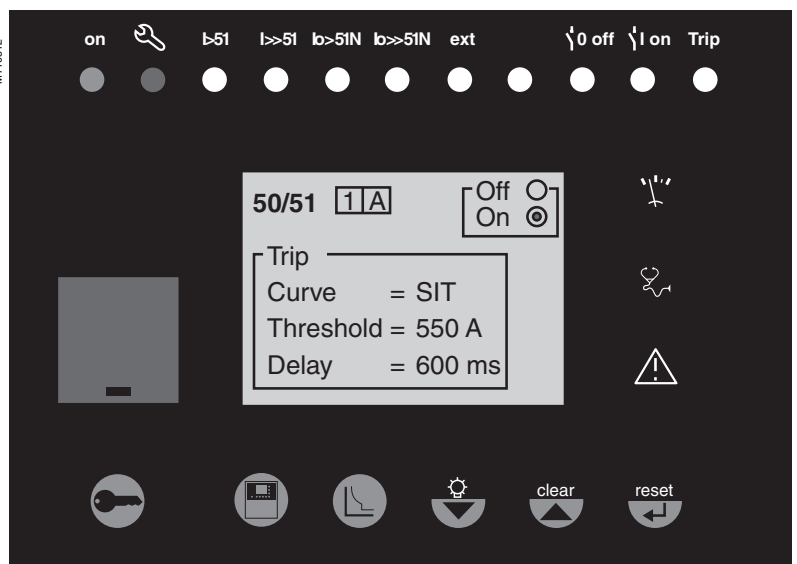 on I>51 I>>51 Io>51N Io>>51N ext 0 off I on Trip
50/51 1 A Off
On
Trip
Curve = SIT
Threshold = 550 A
Delay = 600 ms
clear reset